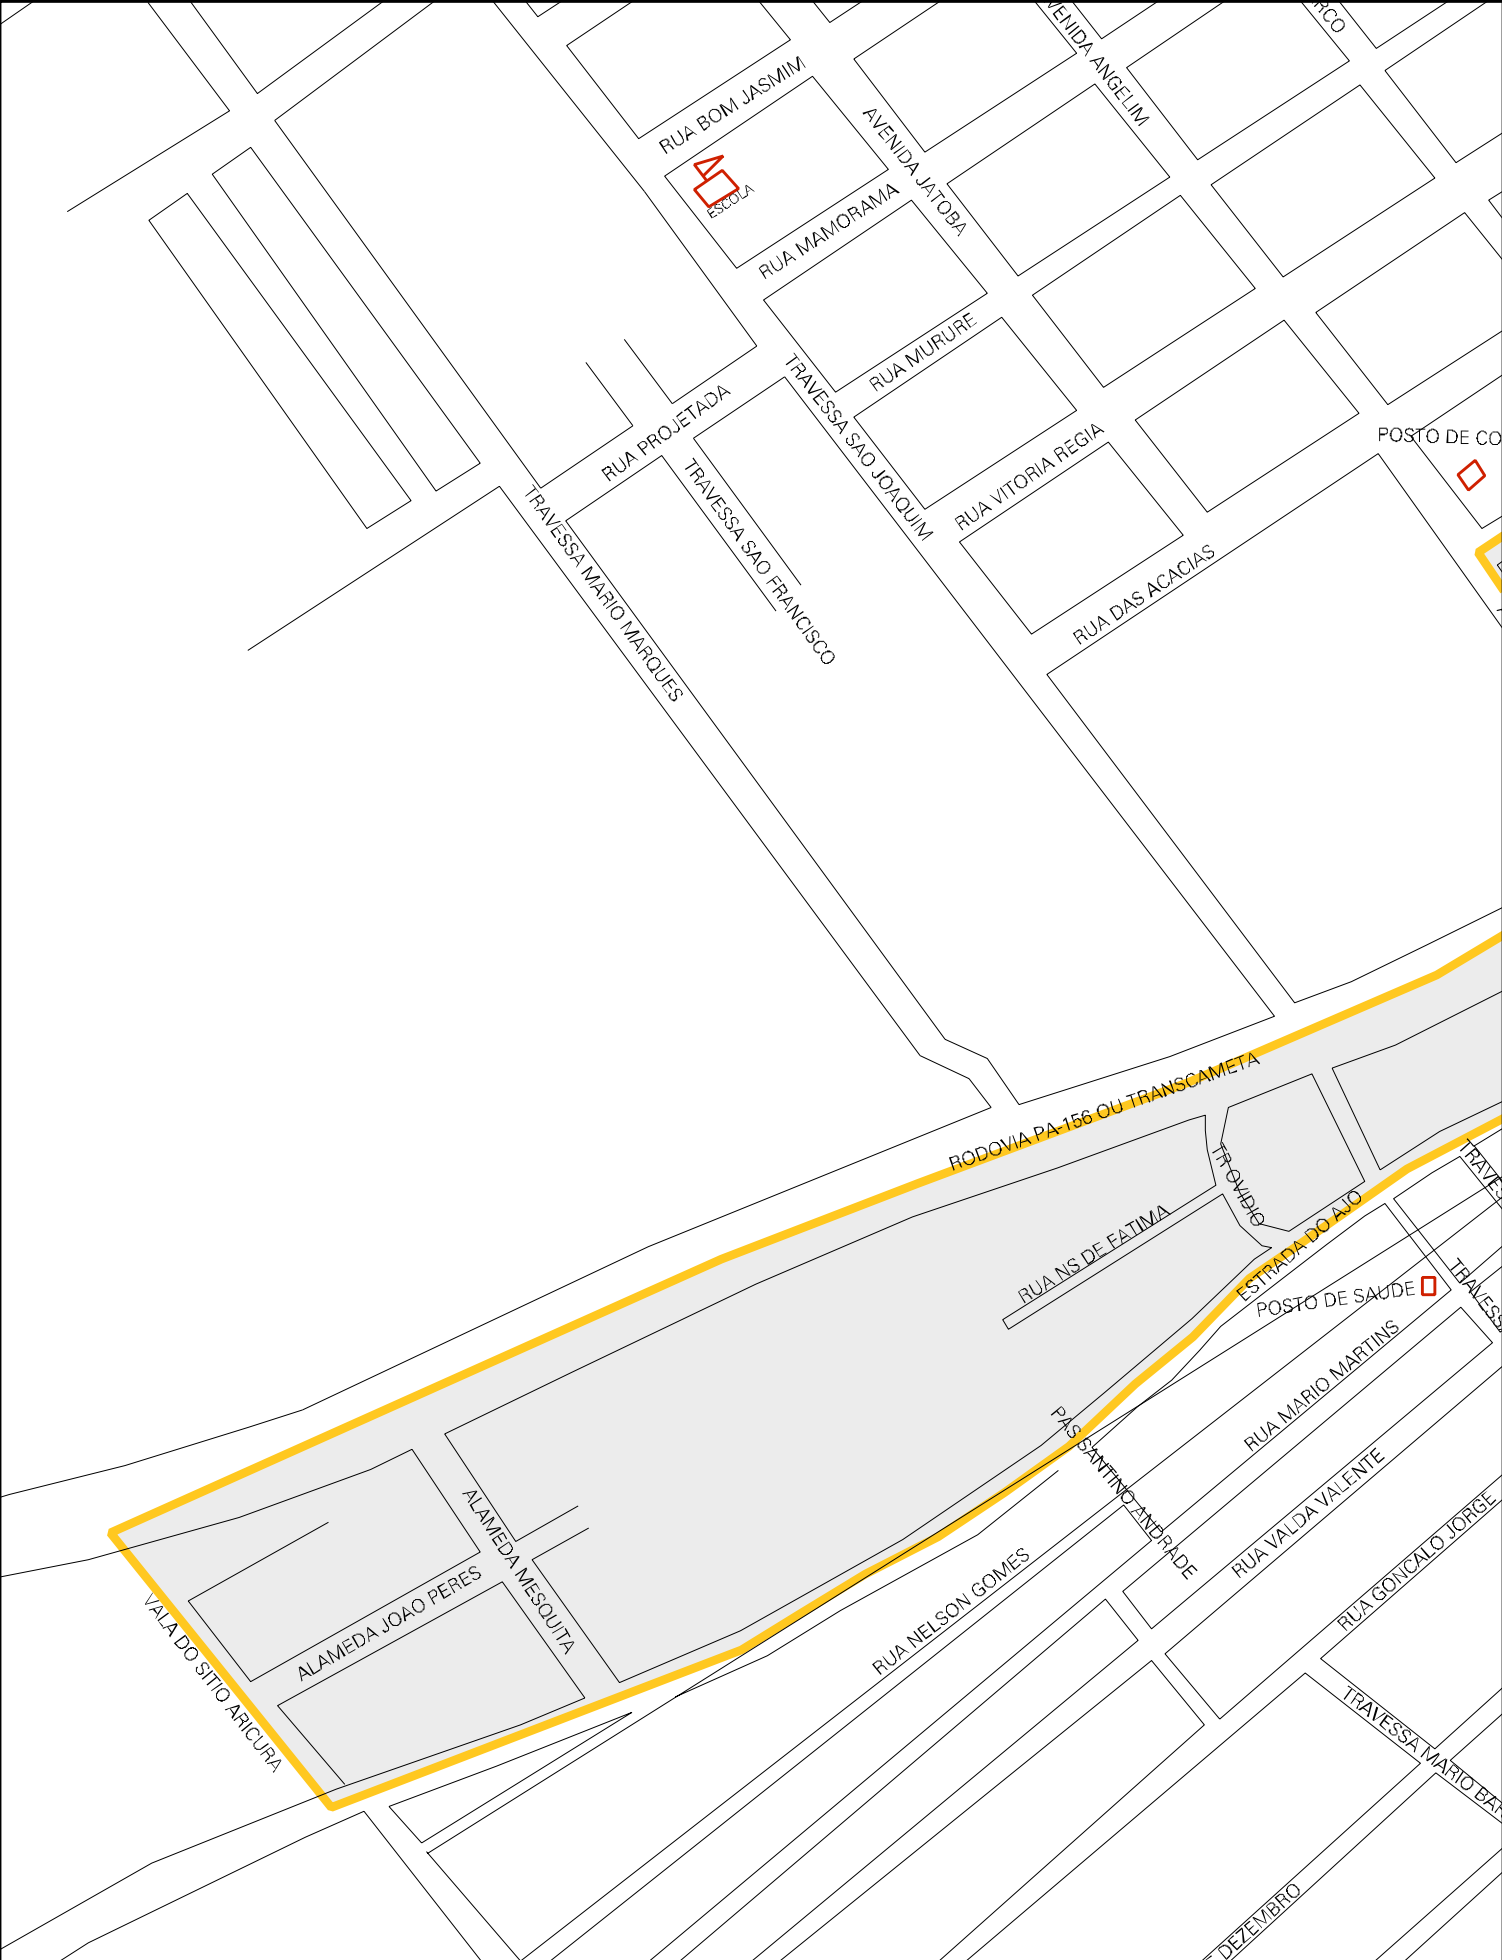 RUA BOM JASMIM
AVENIDA ANGELIM
RCO
AVENIDA JATOBA
ESCOLA
RUA MAMORAMA
RUA MURURE
TRAVESSA SAO JOAQUIM
RUA PROJETADA
RUA VITORIA REGIA
POSTO DE CO
TRAVESSA SAO FRANCISCO
TRAVESSA MARIO MARQUES
RUA DAS ACACIAS
RODOVIA PA-156 OU TRANSCAMETA
TR OVIDIO
RUA NS DE FATIMA
ESTRADA DO AJO
TRAVES
TRAVESSA
POSTO DE SAUDE
RUA MARIO MARTINS
PAS SANTINO ANDRADE
RUA VALDA VALENTE
RUA GONCALO JORGE
ALAMEDA MESQUITA
ALAMEDA JOAO PERES
RUA NELSON GOMES
VALA DO SITIO ARICURA
TRAVESSA MARIO BAR
DEZEMBRO